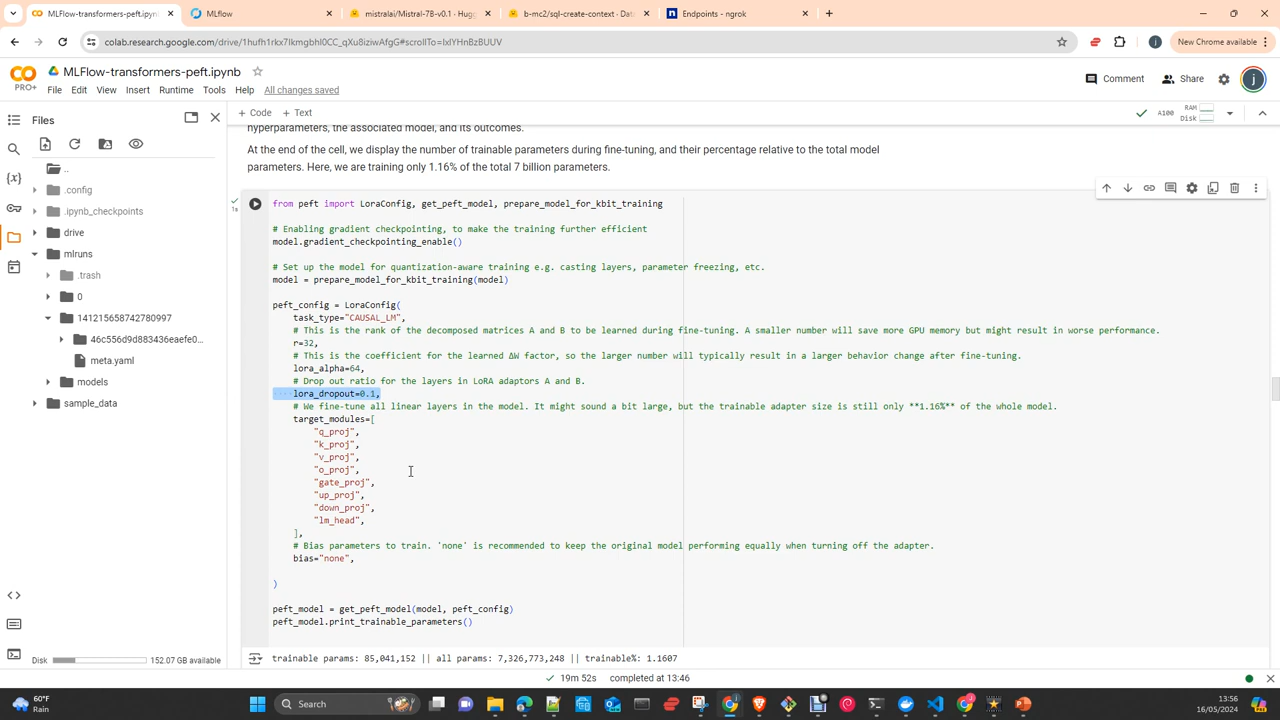 MLFlow-transformers-peft.ipynb
MLflow
mistralai/Mistral-7B-v0.1 - Hugg
b-mc2/sql-create-context - Data
Endpoints - ngrok
colab.research.google.com/drive/1hufh1rkx7lkmgbhl0CC_qXu8iziwAfgG#scrollTo=IxlYHnBzBUUV
New Chrome available
PRO+
MLFlow-transformers-peft.ipynb
File Edit View Insert Runtime Tools Help All changes saved
Comment
Share
j
+ Code + Text
A100
RAM
Disk
Files
..
.config
.ipynb_checkpoints
drive
mlruns
.trash
0
141215658742780997
46c556d9d883436eaefe0...
meta.yaml
models
sample_data
Disk
152.07 GB available
hyperparameters, the associated model, and its outcomes.
At the end of the cell, we display the number of trainable parameters during fine-tuning, and their percentage relative to the total model
parameters. Here, we are training only 1.16% of the total 7 billion parameters.
1s
from peft import LoraConfig, get_peft_model, prepare_model_for_kbit_training
# Enabling gradient checkpointing, to make the training further efficient
model.gradient_checkpointing_enable()
# Set up the model for quantization-aware training e.g. casting layers, parameter freezing, etc.
model = prepare_model_for_kbit_training(model)
peft_config = LoraConfig(
task_type="CAUSAL_LM",
# This is the rank of the decomposed matrices A and B to be learned during fine-tuning. A smaller number will save more GPU memory but might result in worse performance.
r=32,
# This is the coefficient for the learned ΔW factor, so the larger number will typically result in a larger behavior change after fine-tuning.
lora_alpha=64,
# Drop out ratio for the layers in LoRA adaptors A and B.
lora_dropout=0.1,
# We fine-tune all linear layers in the model. It might sound a bit large, but the trainable adapter size is still only **1.16%** of the whole model.
target_modules=[
"q_proj",
"k_proj",
"v_proj",
"o_proj",
"gate_proj",
"up_proj",
"down_proj",
"lm_head",
],
# Bias parameters to train. 'none' is recommended to keep the original model performing equally when turning off the adapter.
bias="none",
)
peft_model = get_peft_model(model, peft_config)
peft_model.print_trainable_parameters()
trainable params: 85,041,152 || all params: 7,326,773,248 || trainable%: 1.1607
19m 52s completed at 13:46
60°F
Rain
Search
13:56
16/05/2024